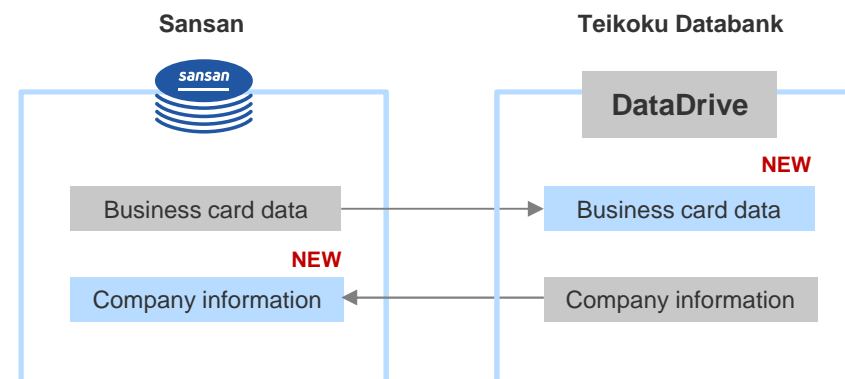 Sansan
Teikoku Databank
sansan
DataDrive
NEW
Business card data
Business card data
NEW
Company information
Company information